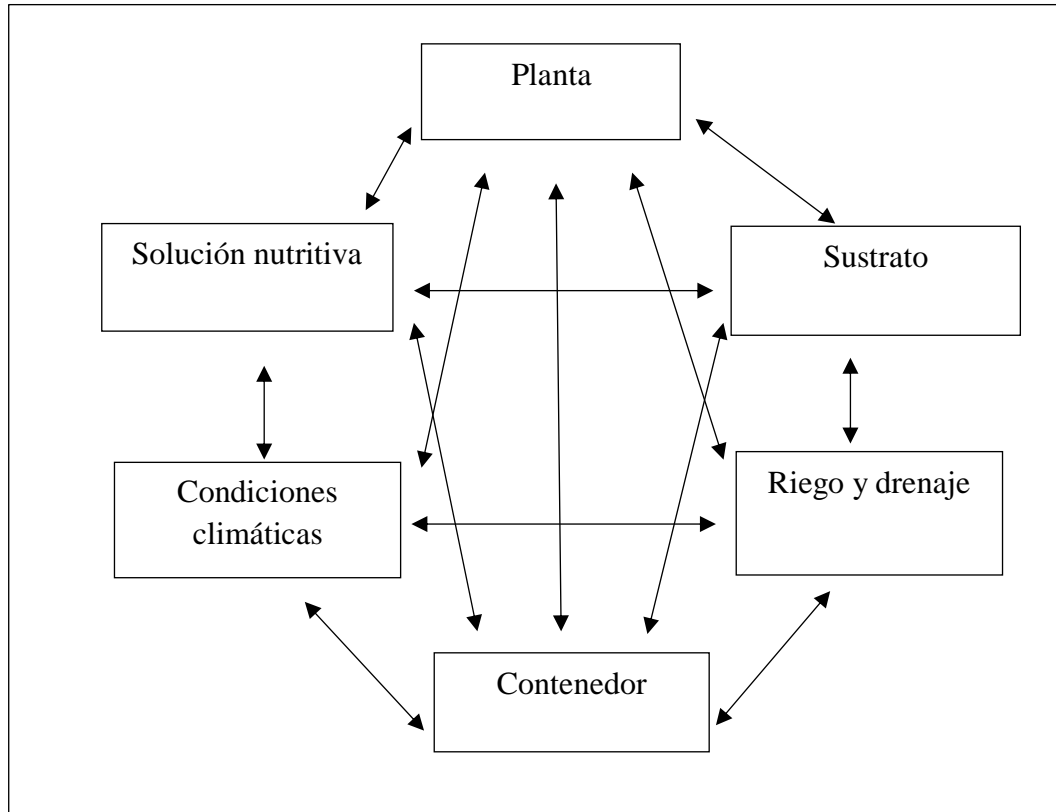 Planta
Solución nutritiva
Sustrato
Condiciones
climáticas
Riego y drenaje
Contenedor